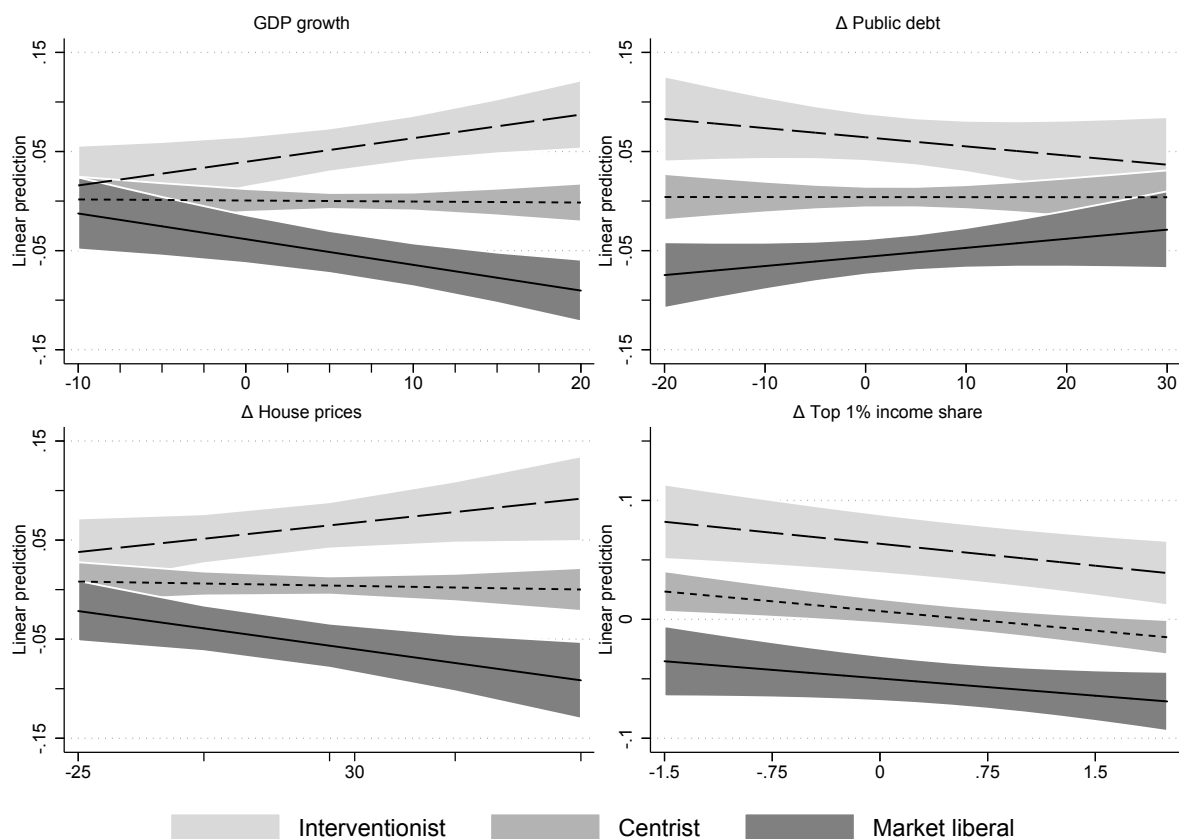 GDP growth
Linear prediction
.15
.05
-.05
-.15
-10 0 10 20
Δ Public debt
Linear prediction
.15
.05
-.05
-.15
-20 -10 0 10 20 30
Δ House prices
Linear prediction
.15
.05
-.05
-.15
-25 30
Δ Top 1% income share
Linear prediction
.1
0
-.1
-1.5 -.75 0 .75 1.5
Interventionist Centrist Market liberal